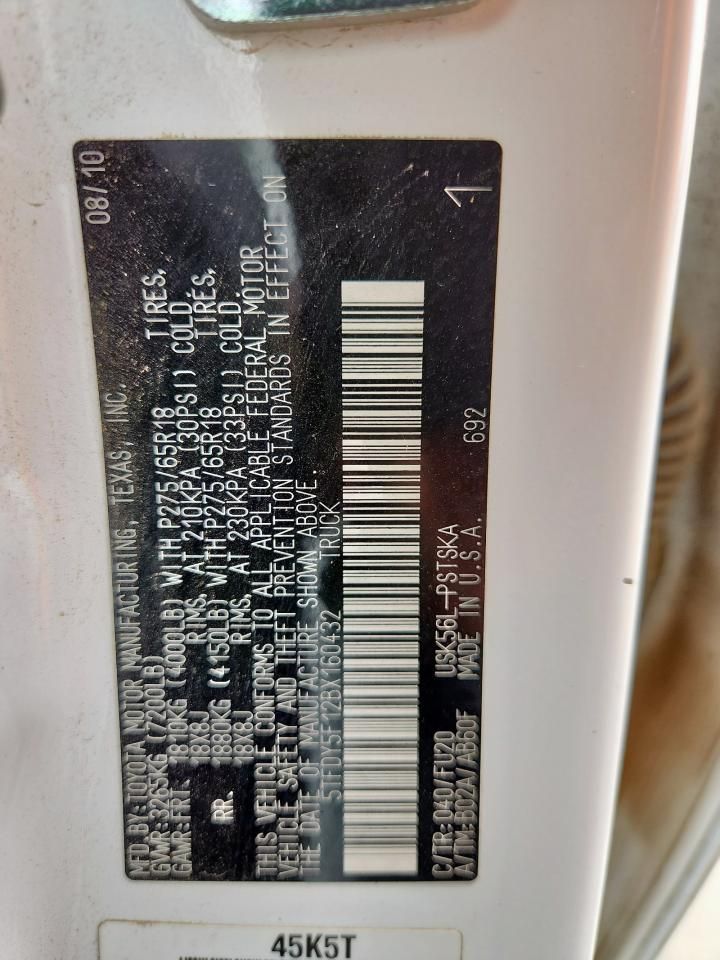 MFD BY: TOYOTA MOTOR MANUFACTURING, TEXAS, INC. 08/10
GVWR: 3265KG (7200LB)
GAWR: FRT. 1810KG (4000LB) WITH P275/65R18 TIRES,
18X8J RIMS, AT 210KPA (30PSI) COLD.
RR. 1880KG (4150LB) WITH P275/65R18 TIRES,
18X8J RIMS, AT 230KPA (33PSI) COLD.
THIS VEHICLE CONFORMS TO ALL APPLICABLE FEDERAL MOTOR
VEHICLE SAFETY AND THEFT PREVENTION STANDARDS IN EFFECT ON
THE DATE OF MANUFACTURE SHOWN ABOVE.
5TFDY5F12BX160432 TRUCK
C/TR: 040/FU20 USK56L-PSTSKA
A/TM: B02A/AB60F MADE IN U.S.A. 692 1
45K5T